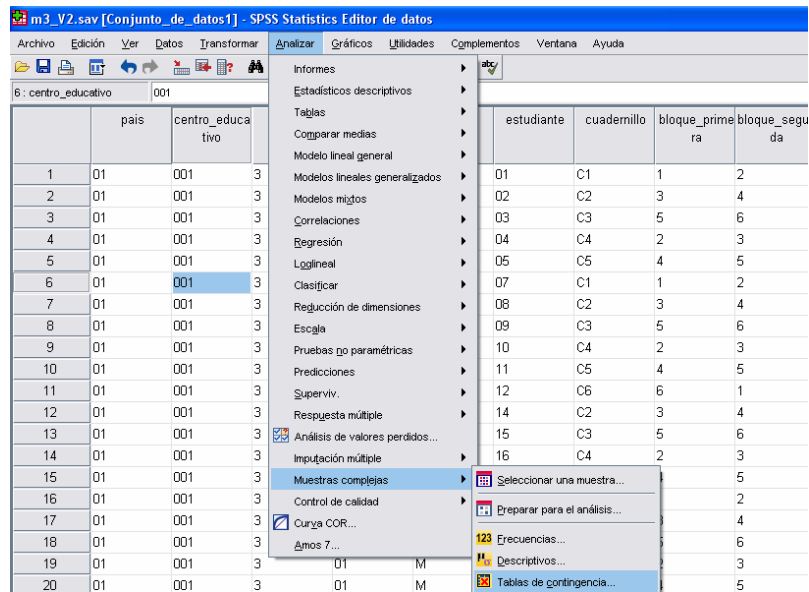 m3_V2.sav [Conjunto_de_datos1] - SPSS Statistics Editor de datos
Archivo Edición Ver Datos Transformar Analizar Gráficos Utilidades Complementos Ventana Ayuda
6 : centro_educativo 001
pais centro_educativo estudiante cuadernillo bloque_primera bloque_segunda
1 01 001 3 01 C1 1 2
2 01 001 3 02 C2 3 4
3 01 001 3 03 C3 5 6
4 01 001 3 04 C4 2 3
5 01 001 3 05 C5 4 5
6 01 001 3 07 C1 1 2
7 01 001 3 08 C2 3 4
8 01 001 3 09 C3 5 6
9 01 001 3 10 C4 2 3
10 01 001 3 11 C5 4 5
11 01 001 3 12 C6 6 1
12 01 001 3 14 C2 3 4
13 01 001 3 15 C3 5 6
14 01 001 3 16 C4 2 3
15 01 001 3 5
16 01 001 3 2
17 01 001 3 4
18 01 001 3 6
19 01 001 3 01 M 3
20 01 001 3 01 M 5
Informes
Estadísticos descriptivos
Tablas
Comparar medias
Modelo lineal general
Modelos lineales generalizados
Modelos mixtos
Correlaciones
Regresión
Loglineal
Clasificar
Reducción de dimensiones
Escala
Pruebas no paramétricas
Predicciones
Superviv.
Respuesta múltiple
Análisis de valores perdidos...
Imputación múltiple
Muestras complejas
Control de calidad
Curva COR...
Amos 7...
Seleccionar una muestra...
Preparar para el análisis...
123 Frecuencias...
Descriptivos...
Tablas de contingencia...